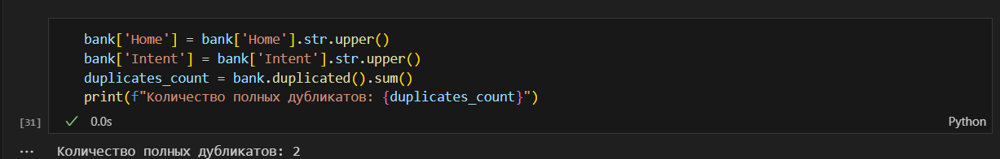 bank['Home'] = bank['Home'].str.upper()
bank['Intent'] = bank['Intent'].str.upper()
duplicates_count = bank.duplicated().sum()
print(f"Количество полных дубликатов: {duplicates_count}")
[31] ✓ 0.0s Python
... Количество полных дубликатов: 2